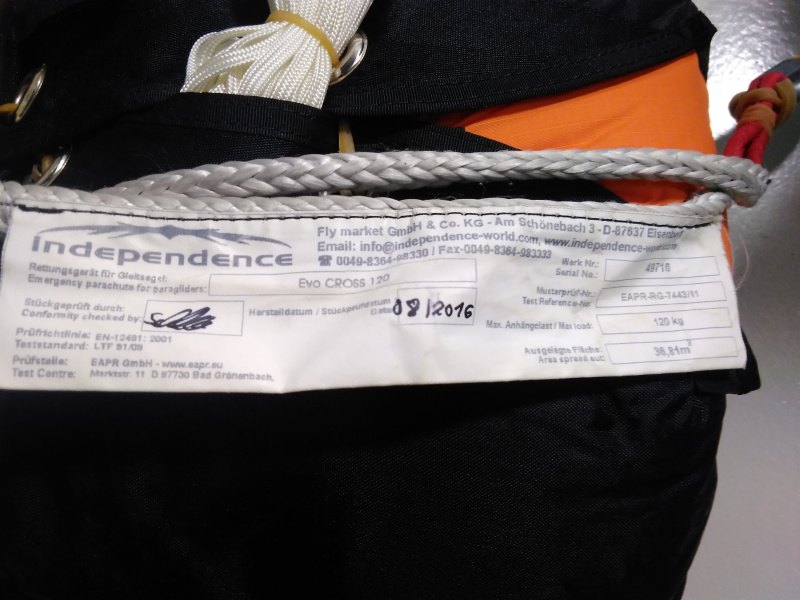 independence
Fly market GmbH & Co. KG - Am Schönebach 3 - D-87637 Eisenberg
Email: info@independence-world.com, www.independence-world.com
☎ 0049-8364-98330 / Fax-0049-8364-983333
Rettungsgerät für Gleitsegel:
Emergency parachute for paragliders:
Evo CROSS 120
Werk Nr.:
Serial No.:
49716
Stückgeprüft durch:
Conformity checked by:
Hersteldatum / Stückprüfdatum
Date:
08/2016
Musterprüf-Nr.:
Test Reference-Nr.:
EAPR-RG-7443/11
Max. Anhängelast / Max load:
120 kg
Prüfrichtlinie: EN-12491: 2001
Teststandard: LTF 91/09
Ausgelegte Fläche:
Area spread out:
36,81m²
Prüfstelle: EAPR GmbH - www.eapr.eu
Test Centre: Marktstr. 11 D 87730 Bad Grönenbach.